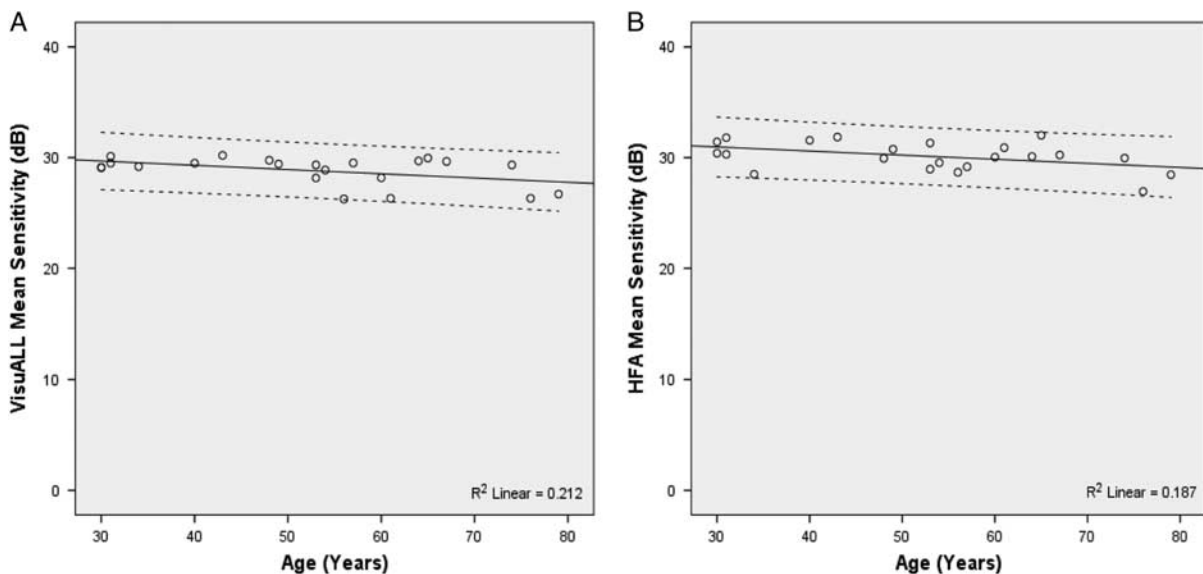 A
VisuALL Mean Sensitivity (dB)
40
30
20
10
0
R² Linear = 0.212
30 40 50 60 70 80
Age (Years)
B
HFA Mean Sensitivity (dB)
40
30
20
10
0
R² Linear = 0.187
30 40 50 60 70 80
Age (Years)